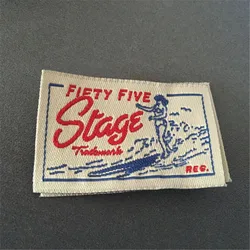 FIFTY FIVE
Stage
Trademark
REG.